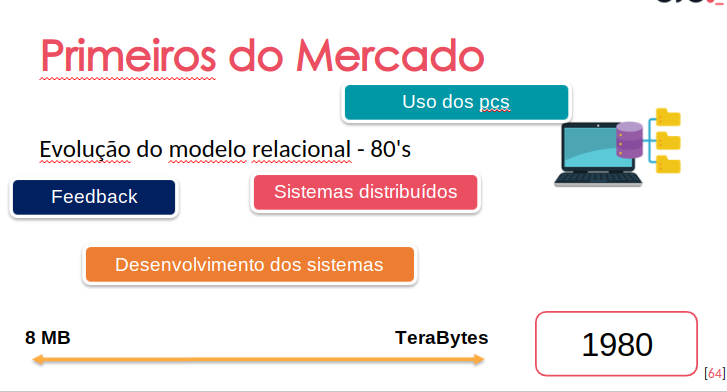 Primeiros do Mercado
Uso dos pcs
Evolução do modelo relacional - 80's
Feedback
Sistemas distribuídos
Desenvolvimento dos sistemas
8 MB
TeraBytes
1980
[64]